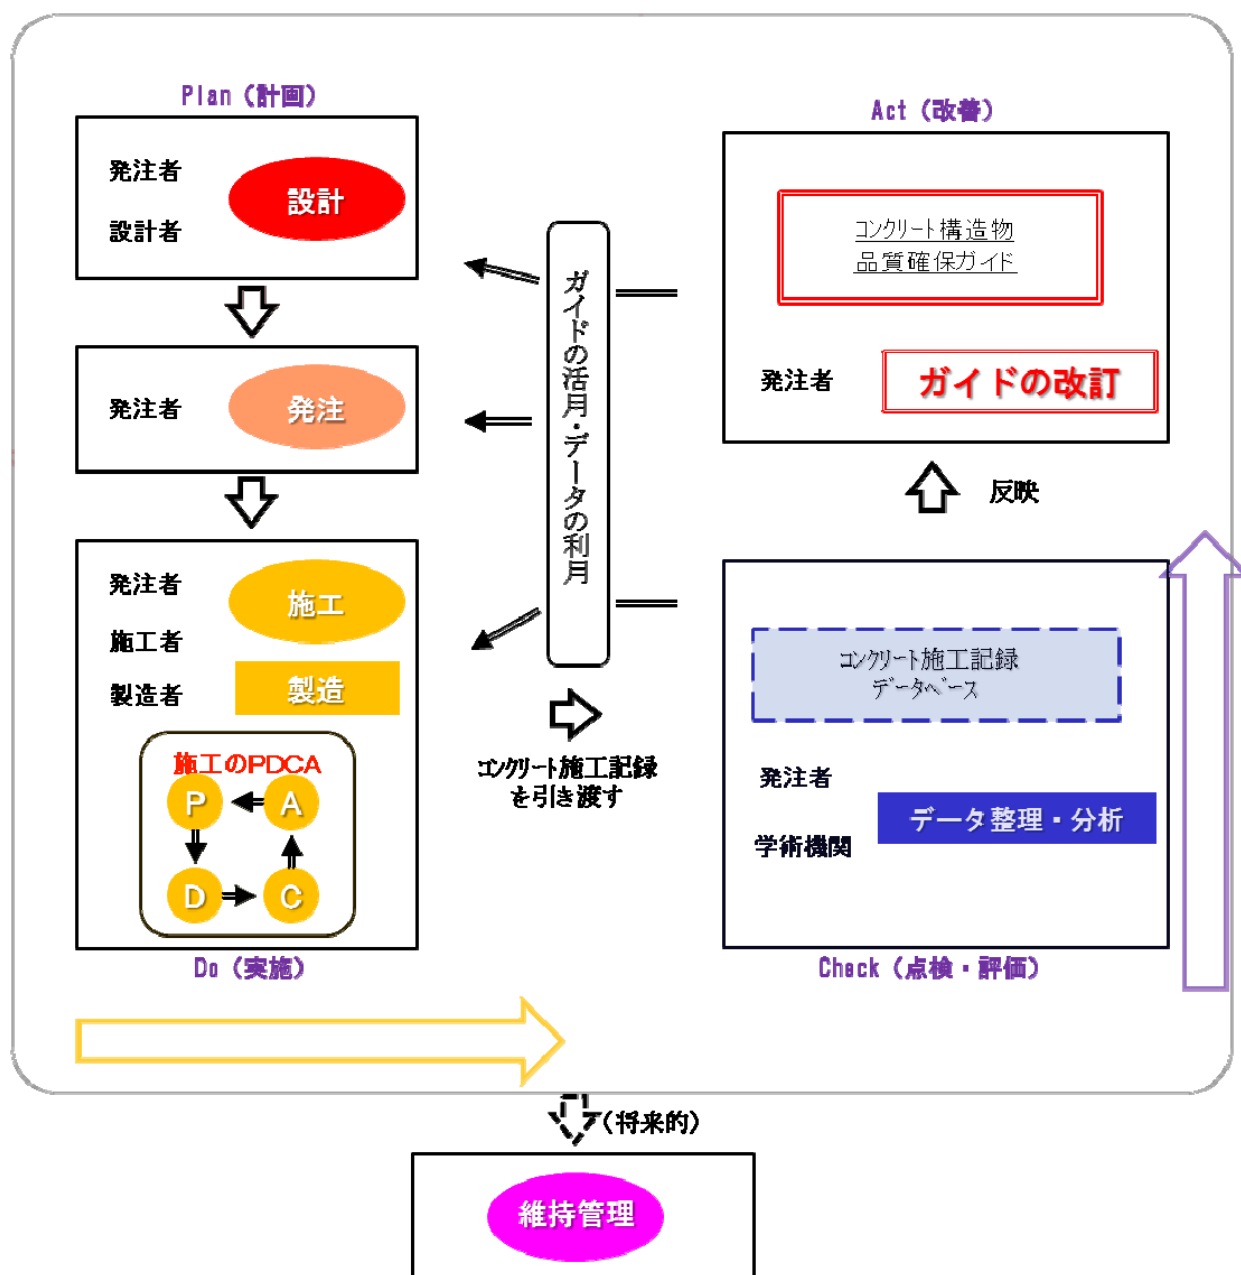 Plan（計画）
発注者
設計
設計者
発注者
発注
発注者
施工
施工者
製造者
製造
施工のPDCA
P
A
D
C
Do（実施）
ガイドの活用・データの利用
コンクリート施工記録
を引き渡す
Act（改善）
コンクリート構造物
品質確保ガイド
発注者
ガイドの改訂
反映
コンクリート施工記録
データベース
発注者
データ整理・分析
学術機関
Check（点検・評価）
（将来的）
維持管理